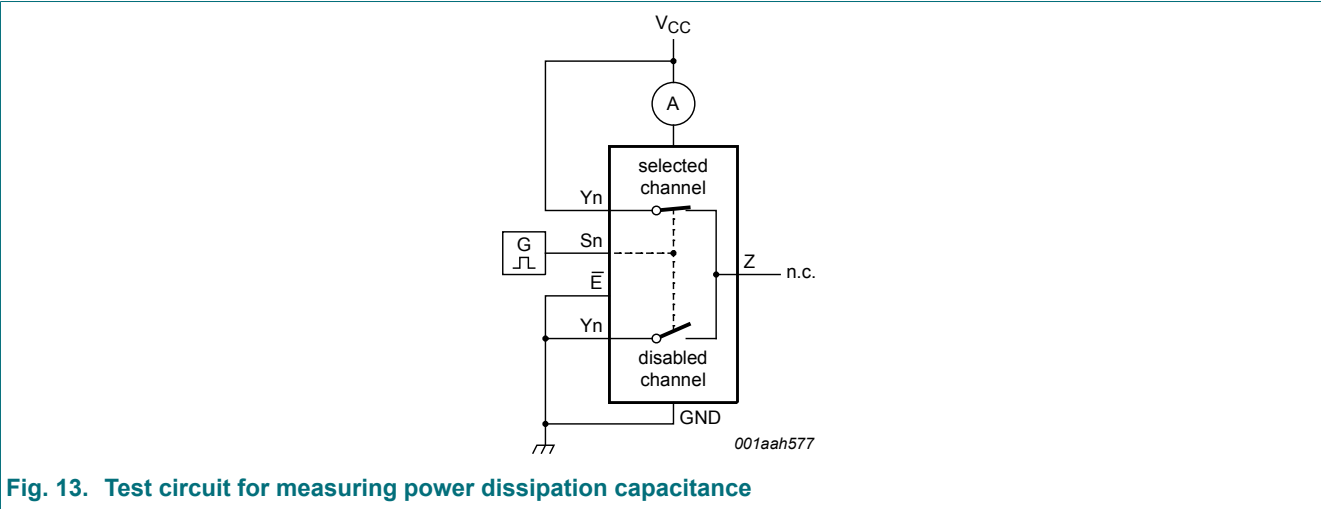 VCC
A
selected
channel
Yn
G
Sn
E̅
Z
n.c.
Yn
disabled
channel
GND
001aah577
Fig. 13. Test circuit for measuring power dissipation capacitance